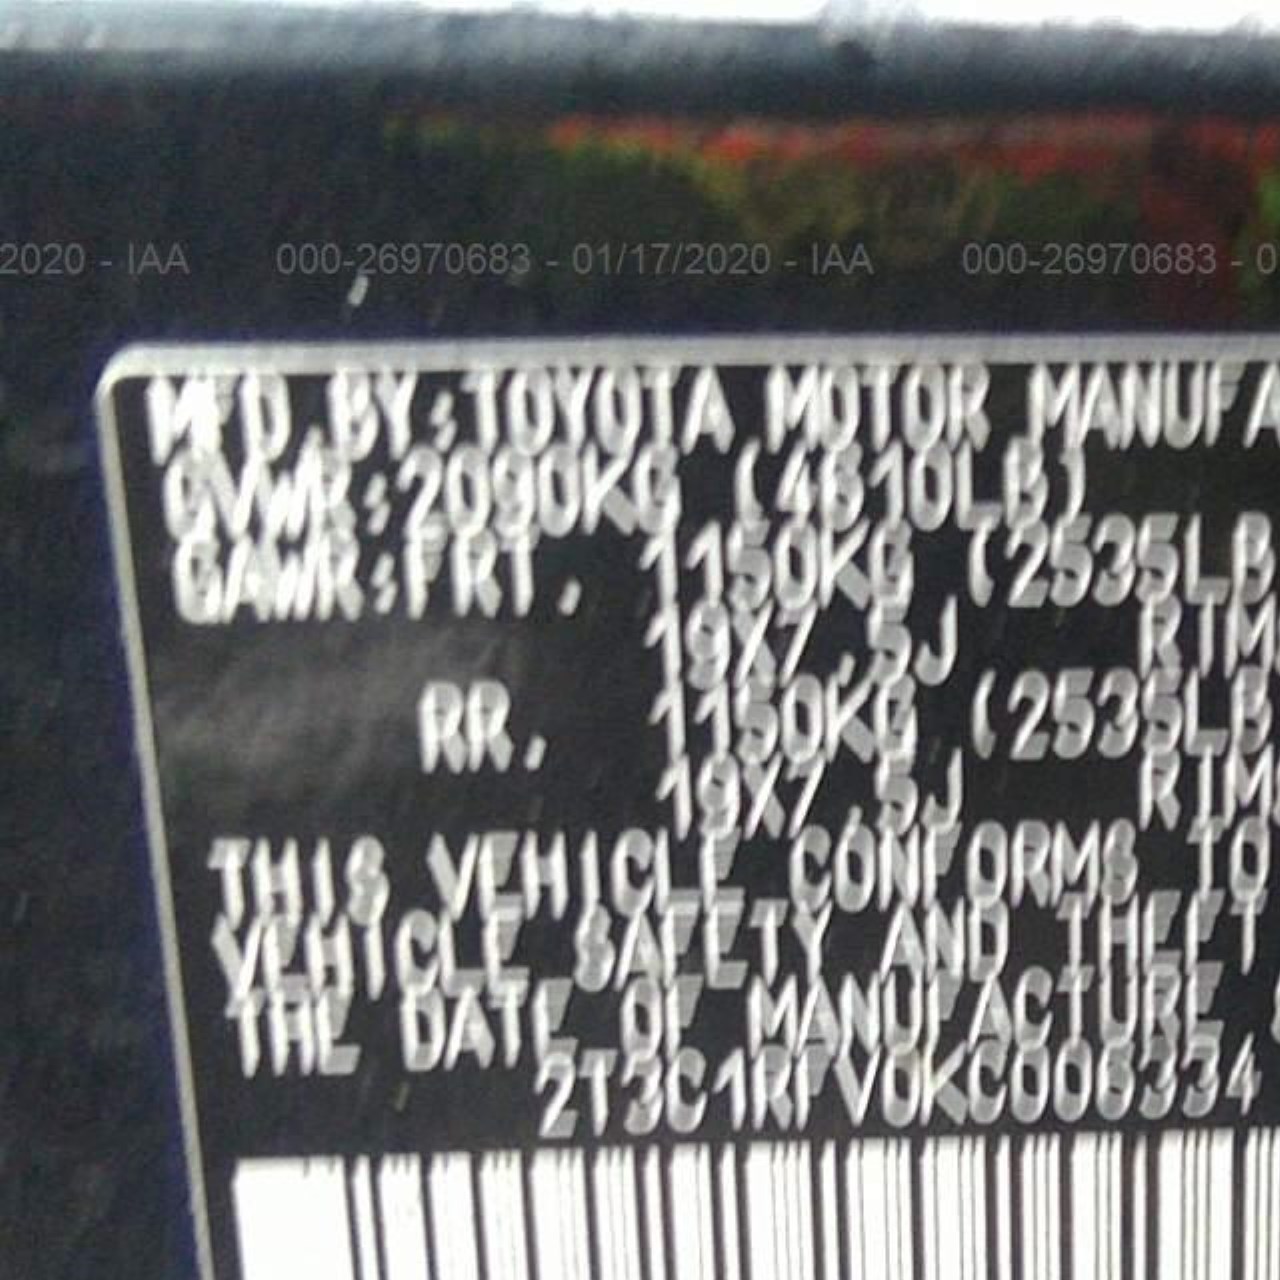 2020 - IAA 000-26970683 - 01/17/2020 - IAA 000-26970683 - 0
MFD.BY:TOYOTA MOTOR MANUFA
GVWR:2090KG (4610LB)
GAWR:FRT. 1150KG (2535LB
19X7.5J RIM
RR. 1150KG (2535LB
19X7.5J RIM
THIS VEHICLE CONFORMS TO
VEHICLE SAFETY AND THEFT
THE DATE OF MANUFACTURE
2T3C1RFV0KC006334